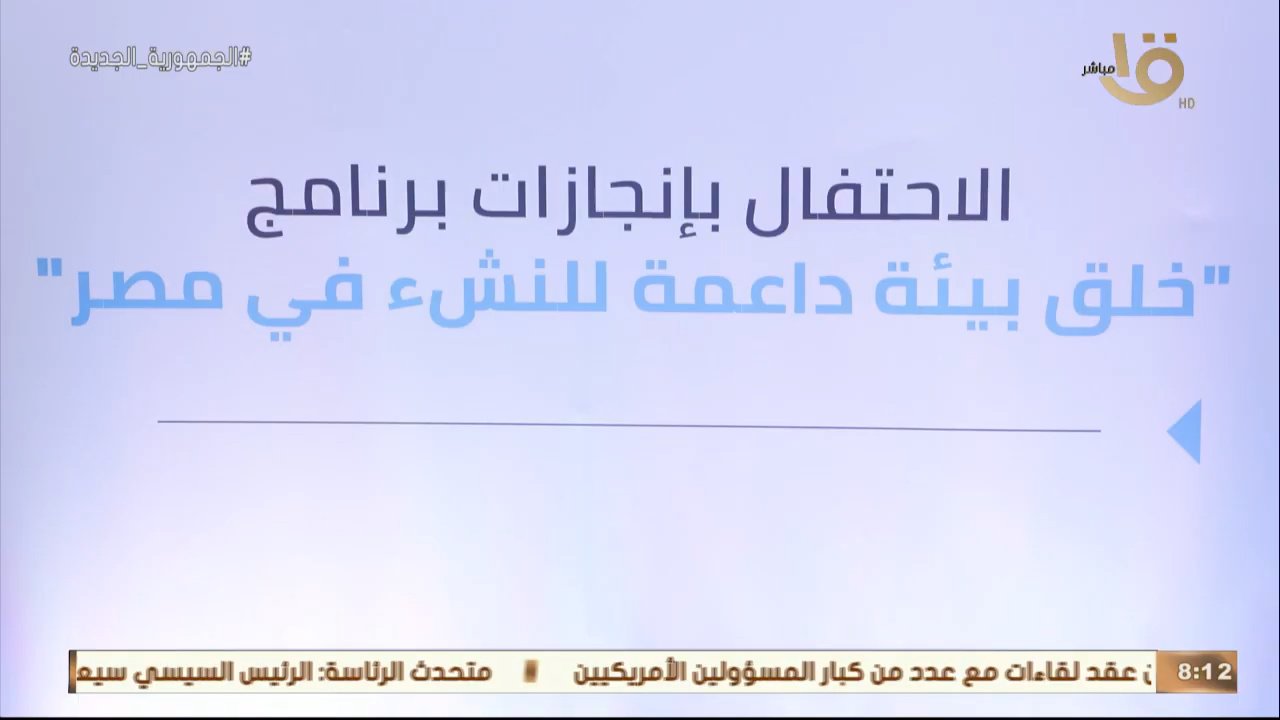 #الجمهورية_الجديدة
مباشر
HD
الاحتفال بإنجازات برنامج
"خلق بيئة داعمة للنشء في مصر"
8:12
عقد لقاءات مع عدد من كبار المسؤولين الأمريكيين
متحدث الرئاسة: الرئيس السيسي